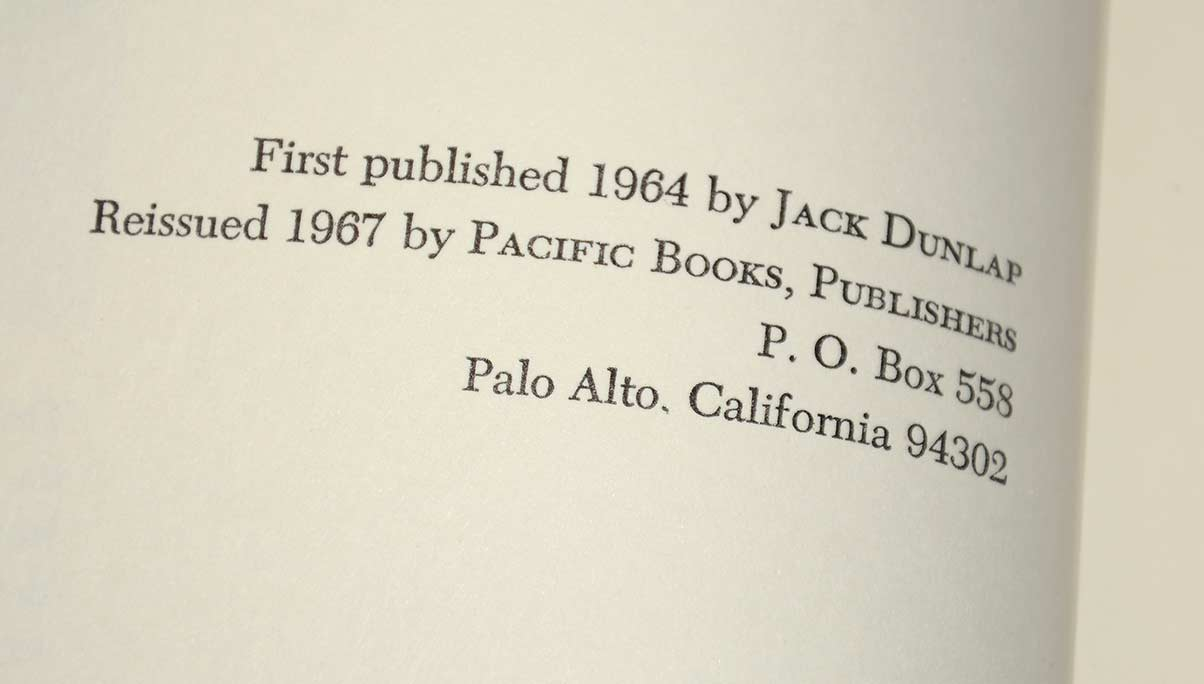 First published 1964 by JACK DUNLAP
Reissued 1967 by PACIFIC BOOKS, PUBLISHERS
P. O. Box 558
Palo Alto, California 94302